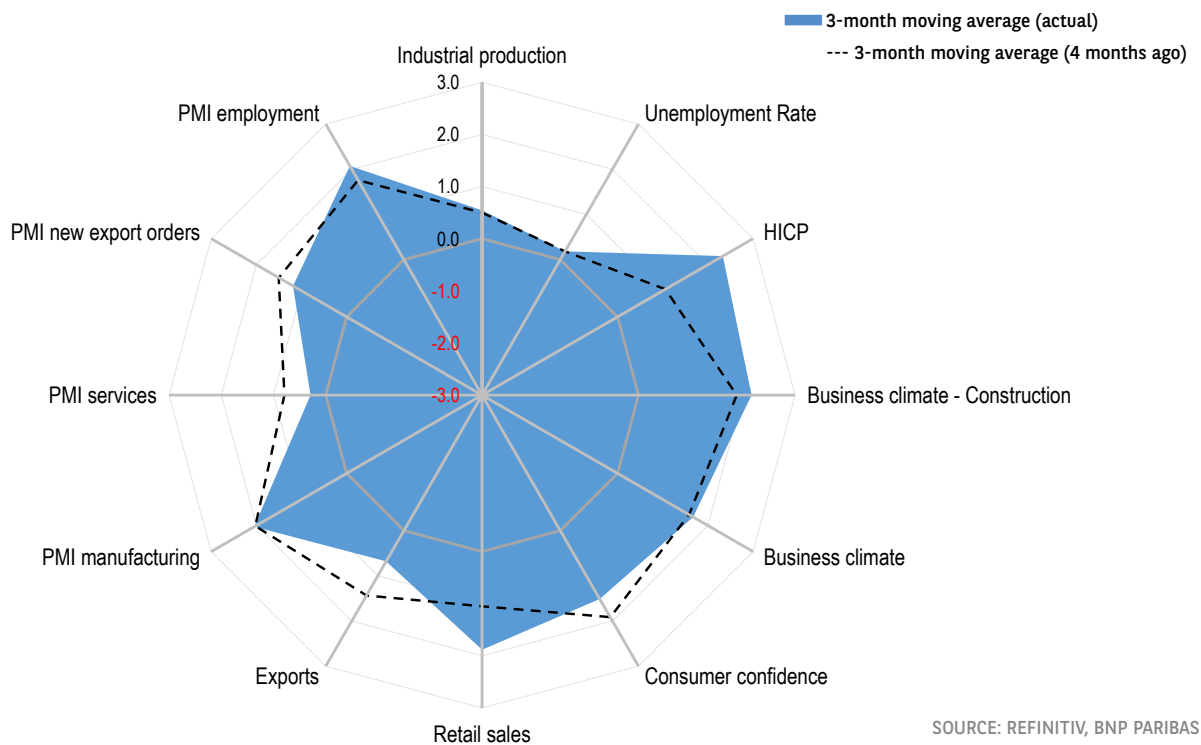 3-month moving average (actual)
--- 3-month moving average (4 months ago)
Industrial production
3.0
PMI employment
Unemployment Rate
2.0
1.0
PMI new export orders
0.0
HICP
-1.0
-2.0
PMI services
-3.0
Business climate - Construction
PMI manufacturing
Business climate
Exports
Consumer confidence
Retail sales
SOURCE: REFINITIV, BNP PARIBAS